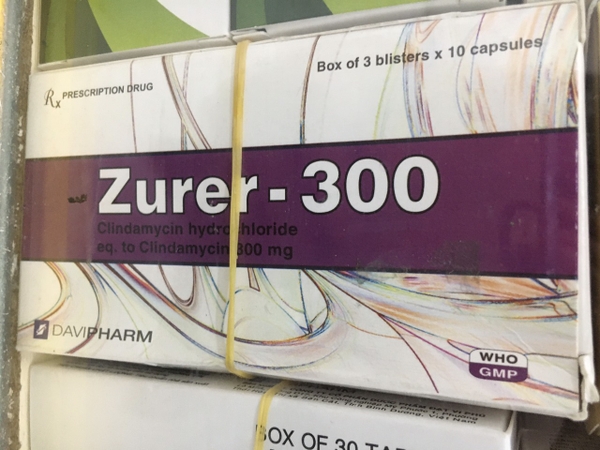 Rx PRESCRIPTION DRUG
Box of 3 blisters x 10 capsules
Zurer - 300
Clindamycin hydrochloride
eq. to Clindamycin 300 mg
DAVIPHARM
WHO
GMP
BOX OF 30